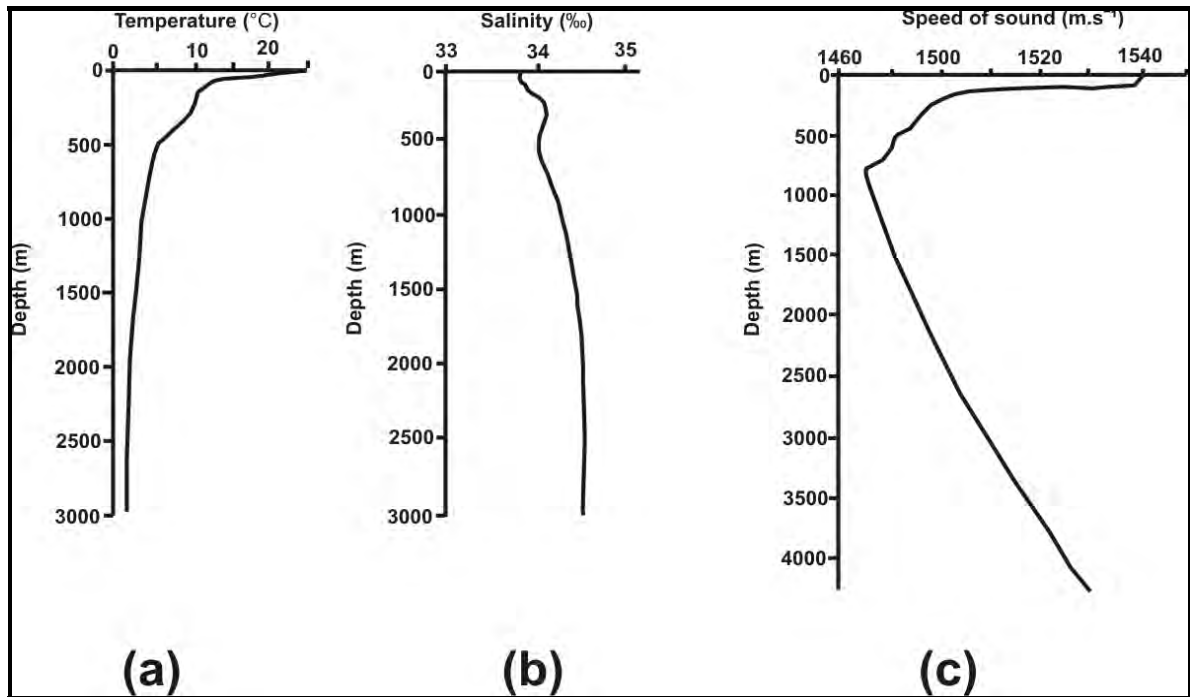 Temperature (°C)
0 10 20
0
500
1000
1500
2000
2500
3000
Depth (m)
(a)
Salinity (‰)
33 34 35
0
500
1000
1500
2000
2500
3000
Depth (m)
(b)
Speed of sound (m.s⁻¹)
1460 1500 1520 1540
0
500
1000
1500
2000
2500
3000
3500
4000
Depth (m)
(c)